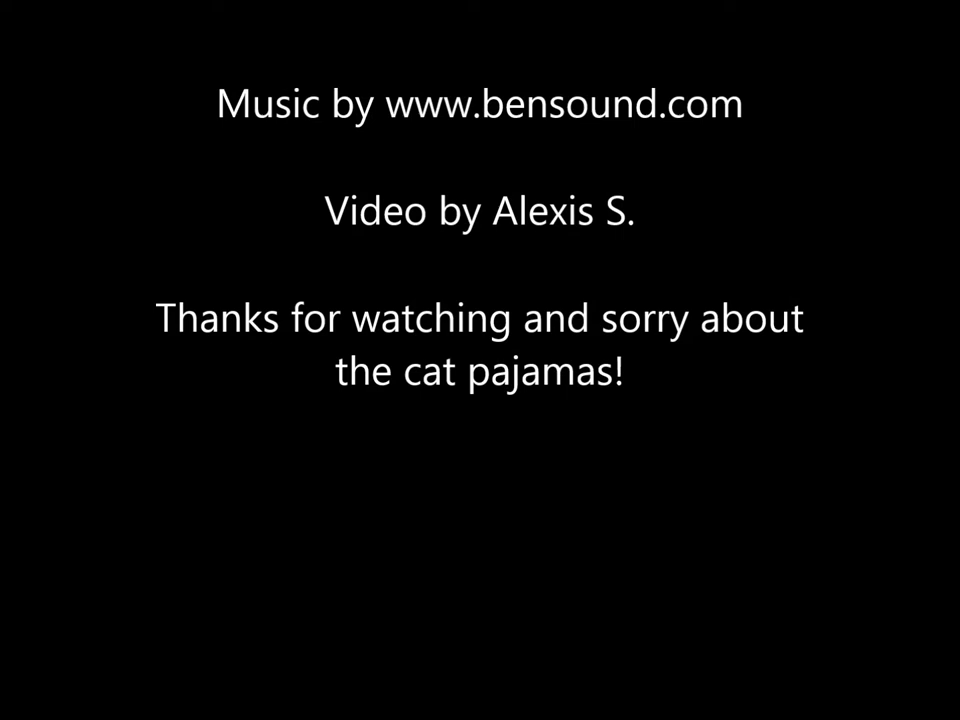 Music by www.bensound.com
Video by Alexis S.
Thanks for watching and sorry about
the cat pajamas!